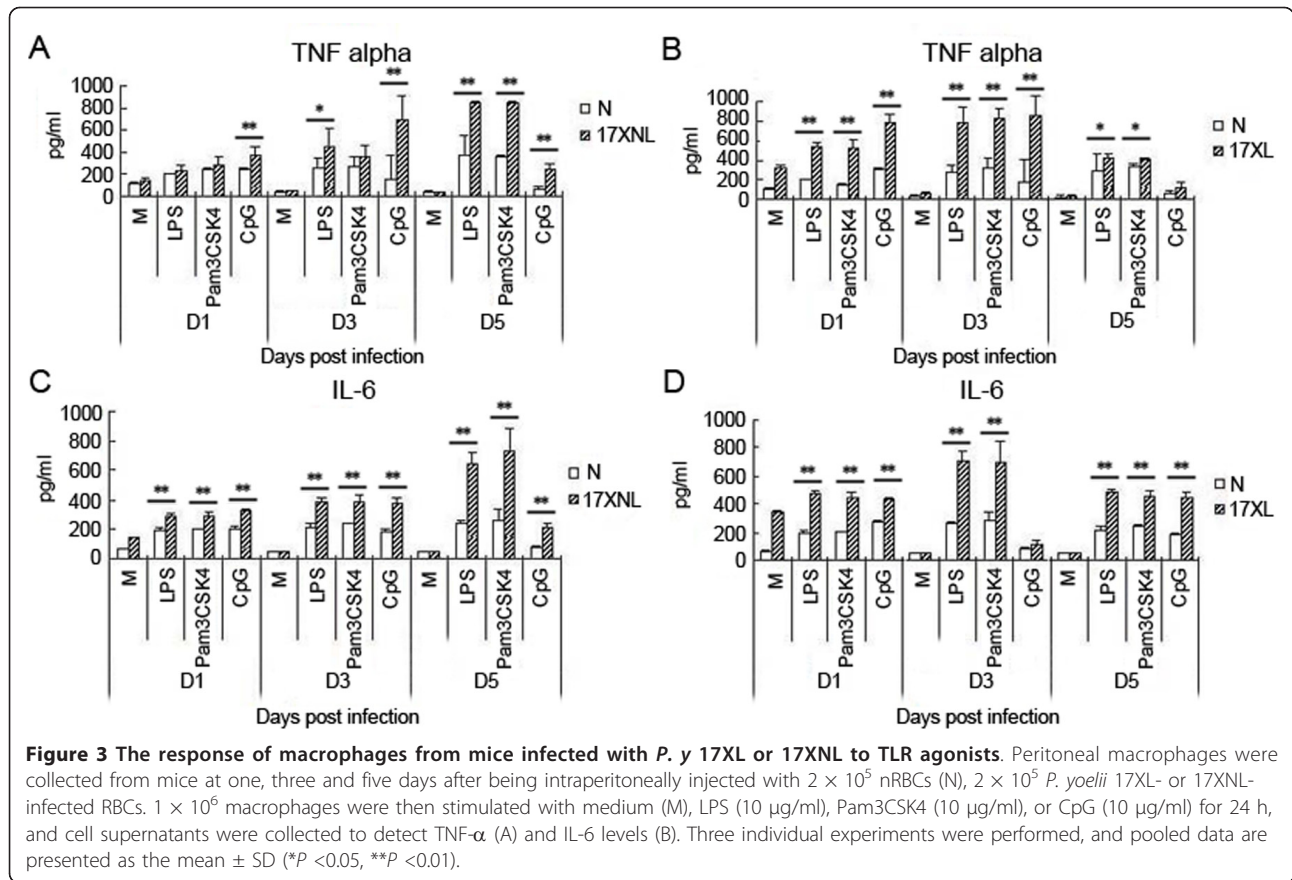 A
TNF alpha
** ** **
* **
**
1000
800
600
400
200
0
pg/ml
N
17XNL
M LPS Pam3CSK4 CpG M LPS Pam3CSK4 CpG M LPS Pam3CSK4 CpG
D1 D3 D5
Days post infection
B
TNF alpha
** ** **
** ** **
* *
1000
800
600
400
200
0
pg/ml
N
17XL
M LPS Pam3CSK4 CpG M LPS Pam3CSK4 CpG M LPS Pam3CSK4 CpG
D1 D3 D5
Days post infection
C
IL-6
** ** **
** ** **
** ** **
1000
800
600
400
200
0
pg/ml
N
17XNL
M LPS Pam3CSK4 CpG M LPS Pam3CSK4 CpG M LPS Pam3CSK4 CpG
D1 D3 D5
Days post infection
D
IL-6
** ** **
** **
** ** **
1000
800
600
400
200
0
pg/ml
N
17XL
M LPS Pam3CSK4 CpG M LPS Pam3CSK4 CpG M LPS Pam3CSK4 CpG
D1 D3 D5
Days post infection
Figure 3 The response of macrophages from mice infected with P. y 17XL or 17XNL to TLR agonists. Peritoneal macrophages were
collected from mice at one, three and five days after being intraperitoneally injected with 2 × 10⁵ nRBCs (N), 2 × 10⁵ P. yoelii 17XL- or 17XNL-
infected RBCs. 1 × 10⁶ macrophages were then stimulated with medium (M), LPS (10 μg/ml), Pam3CSK4 (10 μg/ml), or CpG (10 μg/ml) for 24 h,
and cell supernatants were collected to detect TNF-α (A) and IL-6 levels (B). Three individual experiments were performed, and pooled data are
presented as the mean ± SD (*P <0.05, **P <0.01).